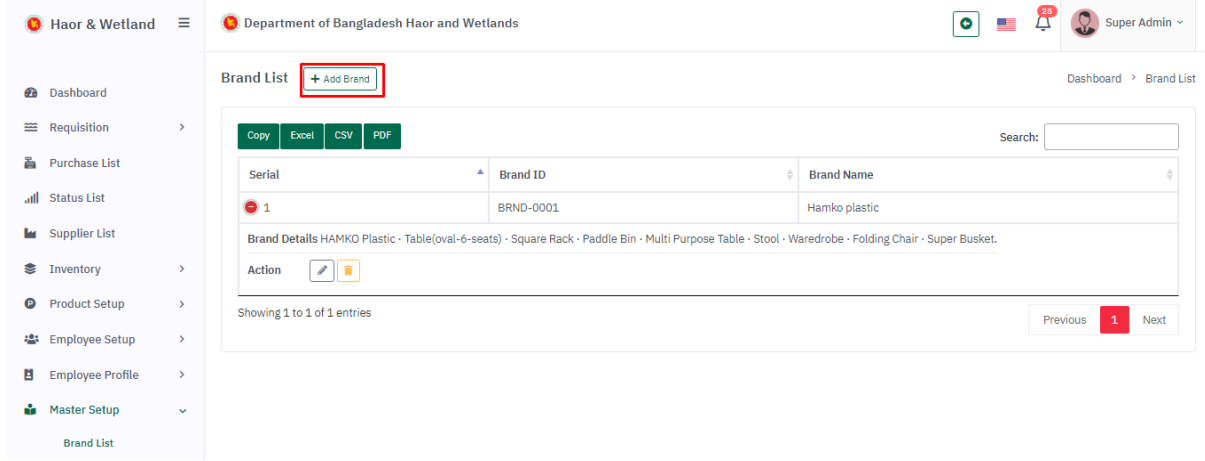 Haor & Wetland
Department of Bangladesh Haor and Wetlands
28
Super Admin
Brand List
+ Add Brand
Dashboard > Brand List
Dashboard
Requisition
Purchase List
Status List
Supplier List
Inventory
Product Setup
Employee Setup
Employee Profile
Master Setup
Brand List
Copy Excel CSV PDF
Search:
Serial Brand ID Brand Name
1 BRND-0001 Hamko plastic
Brand Details HAMKO Plastic · Table(oval-6-seats) · Square Rack · Paddle Bin · Multi Purpose Table · Stool · Waredrobe · Folding Chair · Super Busket.
Action
Showing 1 to 1 of 1 entries
Previous 1 Next